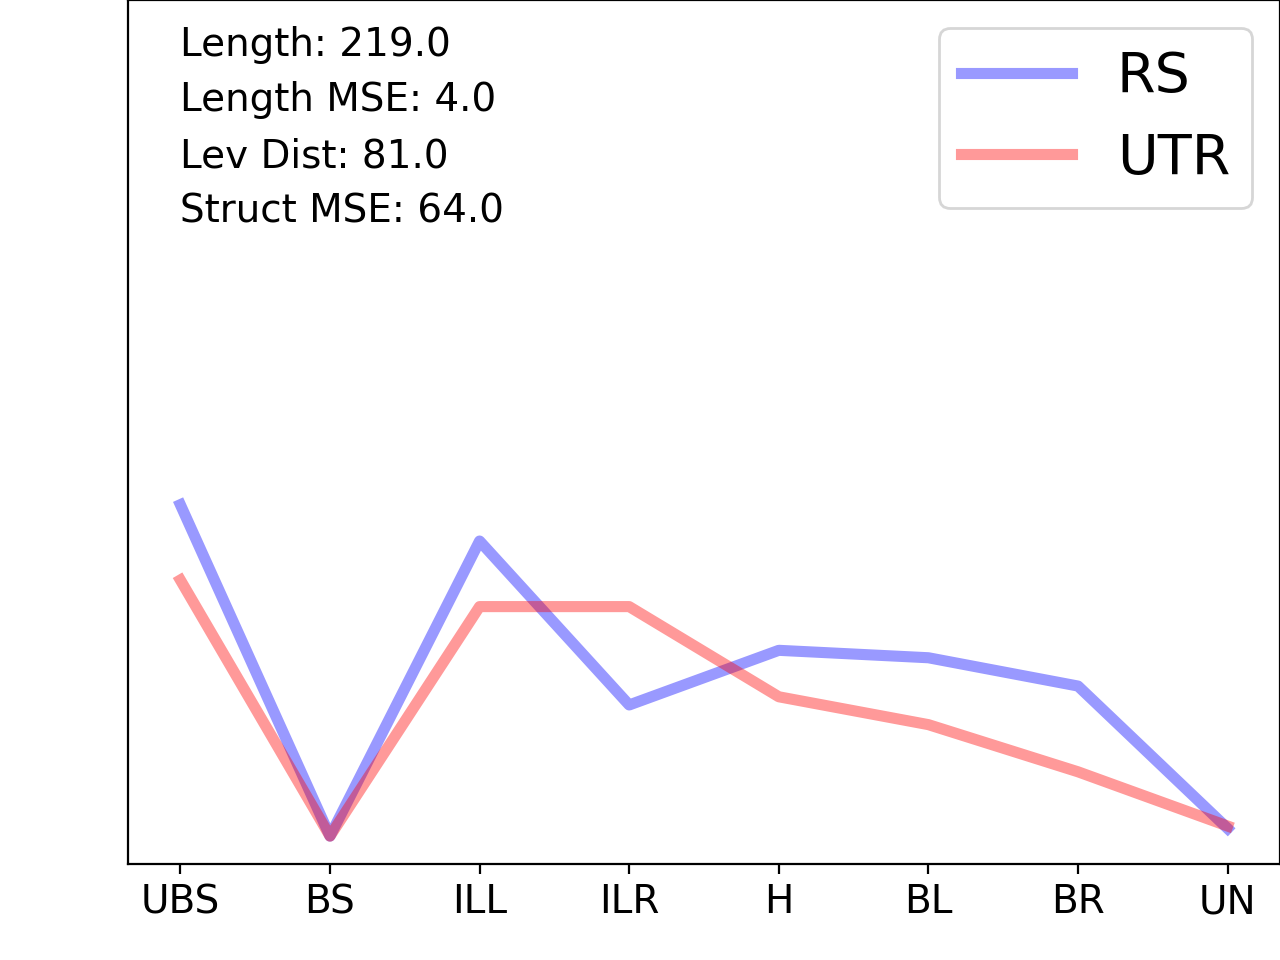 Length: 219.0
Length MSE: 4.0
Lev Dist: 81.0
Struct MSE: 64.0
RS
UTR
UBS BS ILL ILR H BL BR UN